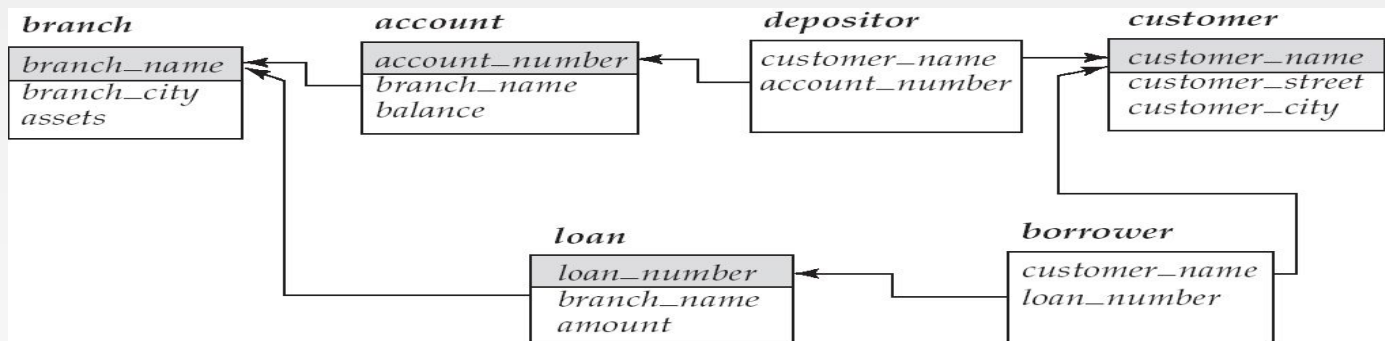 branch
branch_name
branch_city
assets
account
account_number
branch_name
balance
depositor
customer_name
account_number
customer
customer_name
customer_street
customer_city
loan
loan_number
branch_name
amount
borrower
customer_name
loan_number